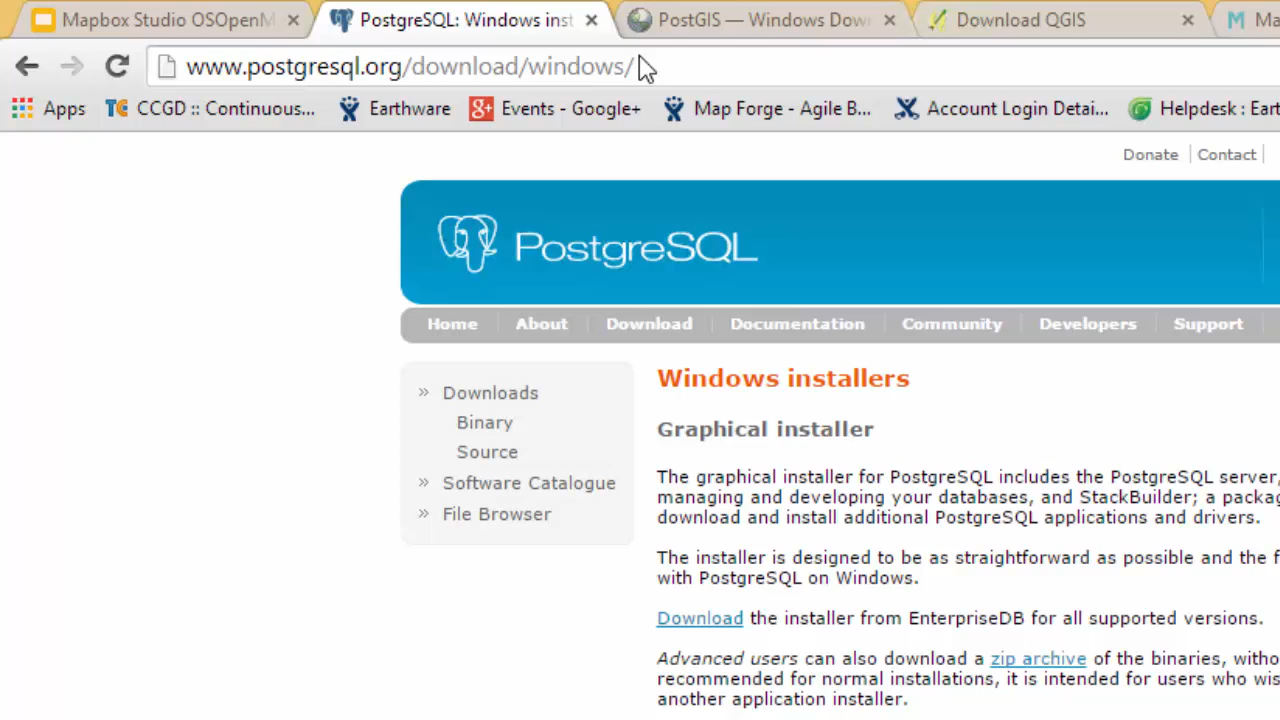 Mapbox Studio OSOpenM
PostgreSQL: Windows inst
PostGIS — Windows Dow
Download QGIS
Ma
www.postgresql.org/download/windows/
Apps
CCGD :: Continuous...
Earthware
Events - Google+
Map Forge - Agile B...
Account Login Detai...
Helpdesk : Eart
Donate
Contact
PostgreSQL
Home
About
Download
Documentation
Community
Developers
Support
» Downloads
Binary
Source
» Software Catalogue
» File Browser
Windows installers
Graphical installer
The graphical installer for PostgreSQL includes the PostgreSQL server,
managing and developing your databases, and StackBuilder; a packag
download and install additional PostgreSQL applications and drivers.
The installer is designed to be as straightforward as possible and the f
with PostgreSQL on Windows.
Download the installer from EnterpriseDB for all supported versions.
Advanced users can also download a zip archive of the binaries, witho
recommended for normal installations, it is intended for users who wis
another application installer.